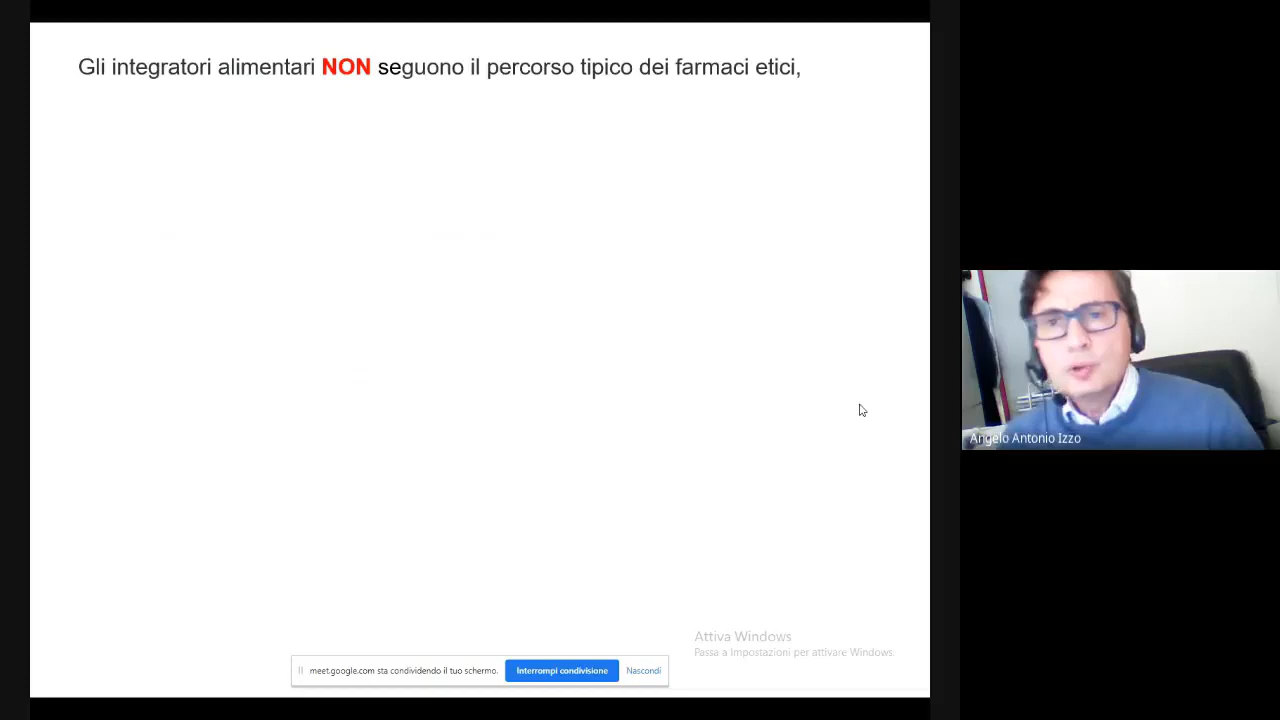 Gli integratori alimentari NON seguono il percorso tipico dei farmaci etici,
Angelo Antonio Izzo
Attiva Windows
Passa a Impostazioni per attivare Windows.
meet.google.com sta condividendo il tuo schermo. Interrompi condivisione Nascondi